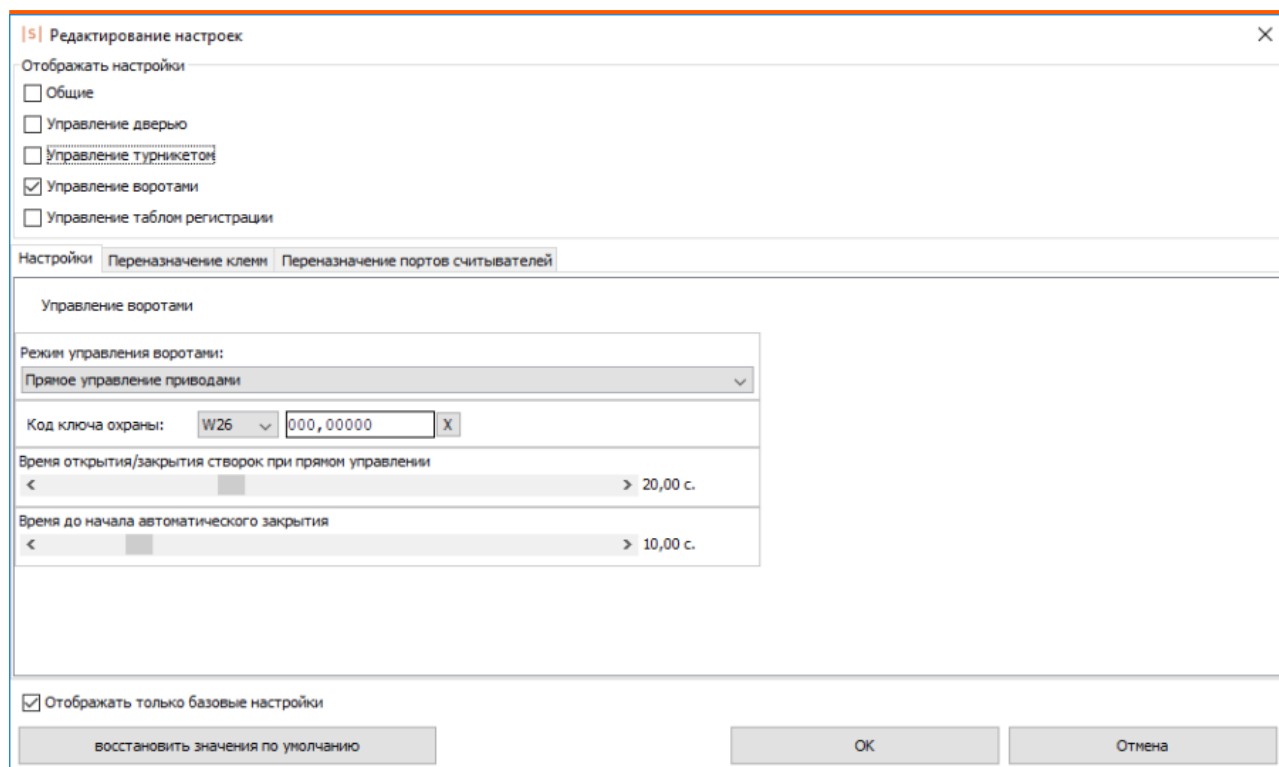 |S| Редактирование настроек
Отображать настройки
Общие
Управление дверью
Управление турникетом
Управление воротами
Управление таблом регистрации
Настройки Переназначение клемм Переназначение портов считывателей
Управление воротами
Режим управления воротами:
Прямое управление приводами
Код ключа охраны: W26 000,00000 X
Время открытия/закрытия створок при прямом управлении
< > 20,00 с.
Время до начала автоматического закрытия
< > 10,00 с.
Отображать только базовые настройки
восстановить значения по умолчанию OK Отмена